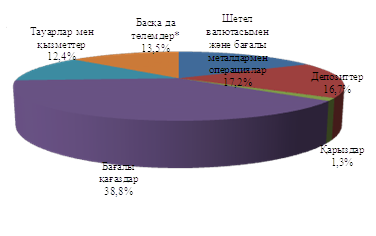 Шетел
валютасымен
және бағалы
металдармен
операциялар
17,2%
Депозиттер
16,7%
Қарыздар
1,3%
Бағалы
қағаздар
38,8%
Тауарлар мен
қызметтер
12,4%
Басқа да
төлемдер*
13,5%